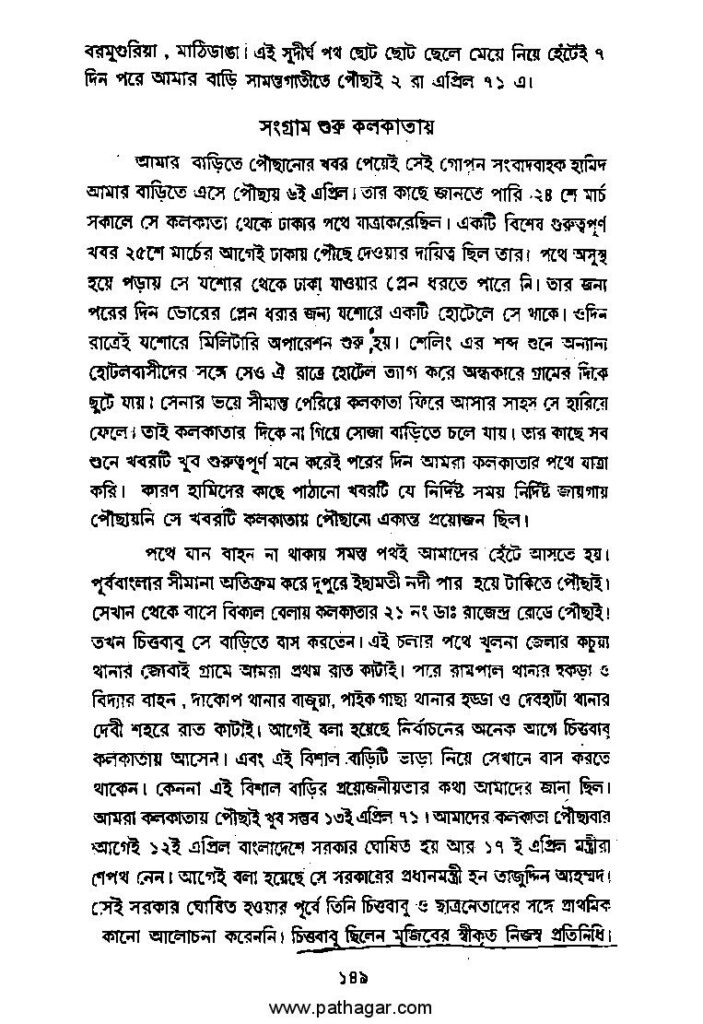 বরমুগুরিয়া , মাঠিডাঙা। এই সুদীর্ঘ পথ ছোট ছোট ছেলে মেয়ে নিয়ে হেঁটেই ৭
দিন পরে আমার বাড়ি সামন্তগাতীতে পৌছাই ২ রা এপ্রিল ৭১ এ।
সংগ্রাম শুরু কলকাতায়
আমার বাড়িতে পৌছানোর খবর পেয়েই সেই গোপন সংবাদবাহক হামিদ
আমার বাড়িতে এসে পৌছায় ৬ই এপ্রিল। তার কাছে জানতে পারি ২৪ শে মার্চ
সকালে সে কলকাতা থেকে ঢাকার পথে যাত্রাকরেছিল। একটি বিশেষ গুরুত্বপূর্ণ
খবর ২৫শে মার্চের আগেই ঢাকায় পৌছে দেওয়ার দায়িত্ব ছিল তার। পথে অসুস্থ
হয়ে পড়ায় সে যশোর থেকে ঢাকা যাওয়ার প্লেন ধরতে পারে নি। তার জন্য
পরের দিন ভোরের প্লেন ধরার জন্য যশোরে একটি হোটেলে সে থাকে। ওদিন
রাত্রেই যশোরে মিলিটারি অপারেশন শুরু হয়। শেলিং এর শব্দ শুনে অন্যান্য
হোটলবাসীদের সঙ্গে সেও ঐ রাত্রে হোটেল ত্যাগ করে অন্ধকারে গ্রামের দিকে
ছুটে যায়। সেনার ভয়ে সীমান্ত পেরিয়ে কলকাতা ফিরে আসার সাহস সে হারিয়ে
ফেলে। তাই কলকাতার দিকে না গিয়ে সোজা বাড়িতে চলে যায়। তার কাছে সব
শুনে খবরটি খুব গুরুত্বপূর্ণ মনে করেই পরের দিন আমরা কলকাতার পথে যাত্রা
করি। কারণ হামিদের কাছে পাঠানো খবরটি যে নির্দিষ্ট সময় নির্দিষ্ট জায়গায়
পৌছায়নি সে খবরটি কলকাতায় পৌছানো একান্ত প্রয়োজন ছিল।
পথে যান বাহন না থাকায় সমস্ত পথই আমাদের হেঁটে আসতে হয়।
পূর্ববাংলার সীমানা অতিক্রম করে দুপুরে ইছামতী নদী পার হয়ে টাকিতে পৌছাই।
সেখান থেকে বাসে বিকাল বেলায় কলকাতার ২১ নং ডাঃ রাজেন্দ্র রোডে পৌছাই।
তখন চিত্তবাবু সে বাড়িতে বাস করতেন। এই চলার পথে খুলনা জেলার কচুয়া
থানার জোবাই গ্রামে আমরা প্রথম রাত কাটাই। পরে রামপাল থানার হুকড়া ও
বিদ্যার বাহন , দাকোপ থানার বাজুয়া, পাইক গাছা থানার হড্ডা ও দেবহাটা থানার
দেবী শহরে রাত কাটাই। আগেই বলা হয়েছে নির্বাচনের অনেক আগে চিত্তবাবু
কলকাতায় আসেন। এবং এই বিশাল বাড়িটি ভাড়া নিয়ে সেখানে বাস করতে
থাকেন। কেননা এই বিশাল বাড়ির প্রয়োজনীয়তার কথা আমাদের জানা ছিল।
আমরা কলকাতায় পৌছাই খুব সম্ভব ১৩ই এপ্রিল ৭১। আমাদের কলকাতা পৌছাবার
আগেই ১২ই এপ্রিল বাংলাদেশে সরকার ঘোষিত হয় আর ১৭ ই এপ্রিল মন্ত্রীরা
শপথ নেন। আগেই বলা হয়েছে সে সরকারের প্রধানমন্ত্রী হন তাজুদ্দিন আহম্মদ।
সেই সরকার ঘোষিত হওয়ার পূর্বে তিনি চিত্তবাবু ও ছাত্রনেতাদের সঙ্গে প্রাথমিক
কোনো আলোচনা করেননি। চিত্তবাবু ছিলেন মুজিবের স্বীকৃত নিজস্ব প্রতিনিধি।
১৪৯
www.pathagar.com